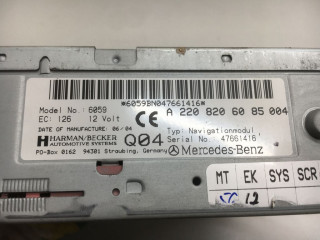 *6059BN047661416*
Model No.: 6059
EC: 126 12 Volt
CE A 220 820 60 85 004
DATE OF MANUFACTURE: 06/04
HARMAN/BECKER
AUTOMOTIVE SYSTEMS
Q04
Typ: Navigationmodul
Serial No.: 47661416
PO-Box 0162 94301 Straubing, Germany
Mercedes-Benz
MT EK SYS SCR
12